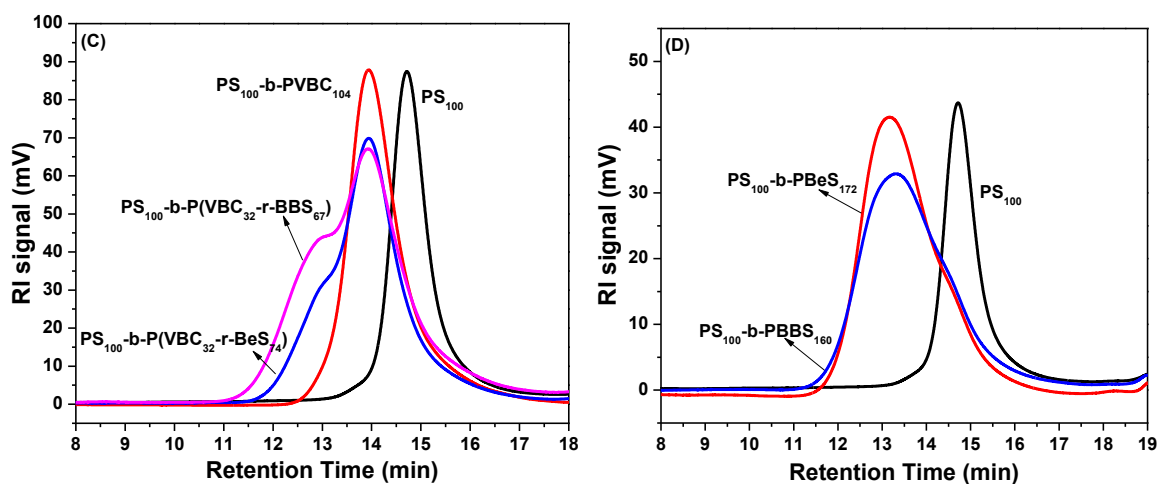 (C)
100
90
80
70
60
50
40
30
20
10
0
RI signal (mV)
PS₁₀₀-b-PVBC₁₀₄
PS₁₀₀
PS₁₀₀-b-P(VBC₃₂-r-BBS₆₇)
PS₁₀₀-b-P(VBC₃₂-r-BeS₇₄)
8 9 10 11 12 13 14 15 16 17 18
Retention Time (min)
(D)
50
40
30
20
10
0
RI signal (mV)
PS₁₀₀-b-PBeS₁₇₂
PS₁₀₀
PS₁₀₀-b-PBBS₁₆₀
8 9 10 11 12 13 14 15 16 17 18 19
Retention Time (min)